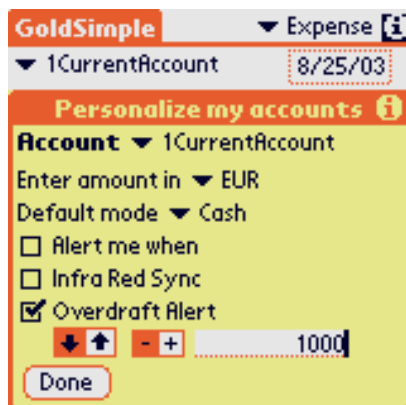 GoldSimple Expense
1CurrentAccount 8/25/03
Personalize my accounts
Account 1CurrentAccount
Enter amount in EUR
Default mode Cash
Alert me when
Infra Red Sync
Overdraft Alert
- + 1000
Done